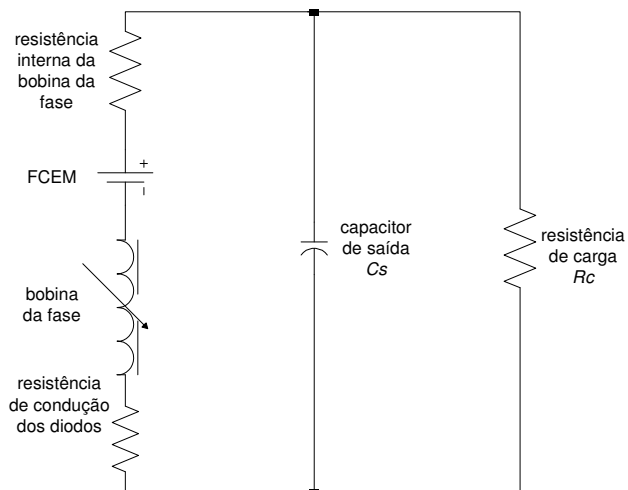 resistência
interna da
bobina da
fase
+
FCEM
−
capacitor
de saída
Cs
resistência
de carga
Rc
bobina
da fase
resistência
de condução
dos diodos